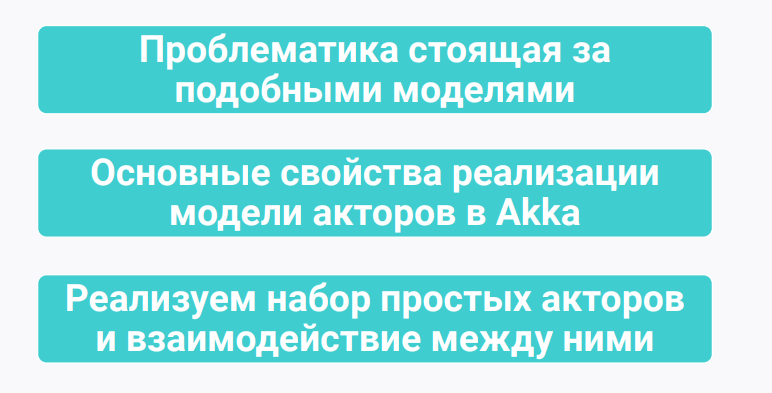 Проблематика стоящая за
подобными моделями
Основные свойства реализации
модели акторов в Akka
Реализуем набор простых акторов
и взаимодействие между ними